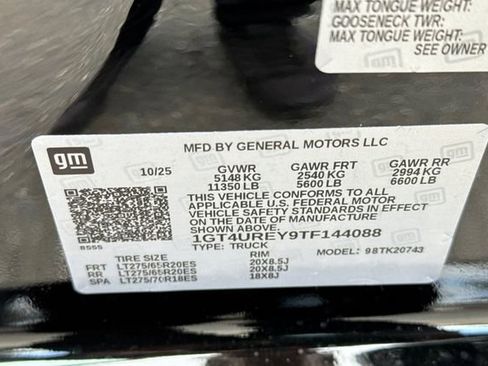 MAX TONGUE WEIGHT:
GOOSENECK TWR:
MAX TONGUE WEIGHT:
SEE OWNER
gm
MFD BY GENERAL MOTORS LLC
10/25 GVWR GAWR FRT GAWR RR
5148 KG 2540 KG 2994 KG
11350 LB 5600 LB 6600 LB
THIS VEHICLE CONFORMS TO ALL
APPLICABLE U.S. FEDERAL MOTOR
VEHICLE SAFETY STANDARDS IN EFFECT
ON THE DATE OF MANUFACTURE
SHOWN ABOVE.
1GT4UREY9TF144088
TYPE: TRUCK MODEL: 98TK20743
TIRE SIZE RIM
FRT LT275/65R20ES 20X8.5J
RR LT275/65R20ES 20X8.5J
SPA LT275/70R18ES 18X8J